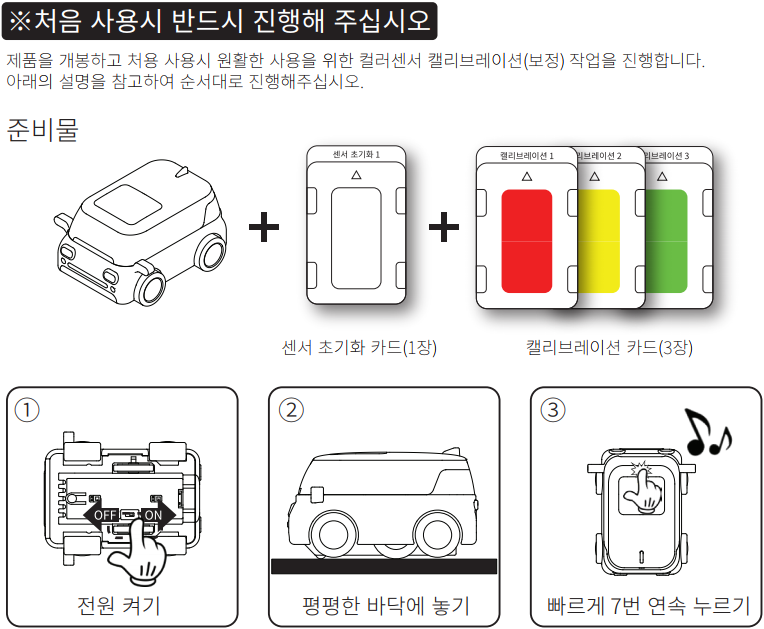 ※처음 사용시 반드시 진행해 주십시오
제품을 개봉하고 처용 사용시 원활한 사용을 위한 컬러센서 캘리브레이션(보정) 작업을 진행합니다.
아래의 설명을 참고하여 순서대로 진행해주십시오.
준비물
센서 초기화 1
캘리브레이션 1
리브레이션 2
리브레이션 3
센서 초기화 카드(1장)
캘리브레이션 카드(3장)
①
OFF
ON
전원 켜기
②
평평한 바닥에 놓기
③
빠르게 7번 연속 누르기